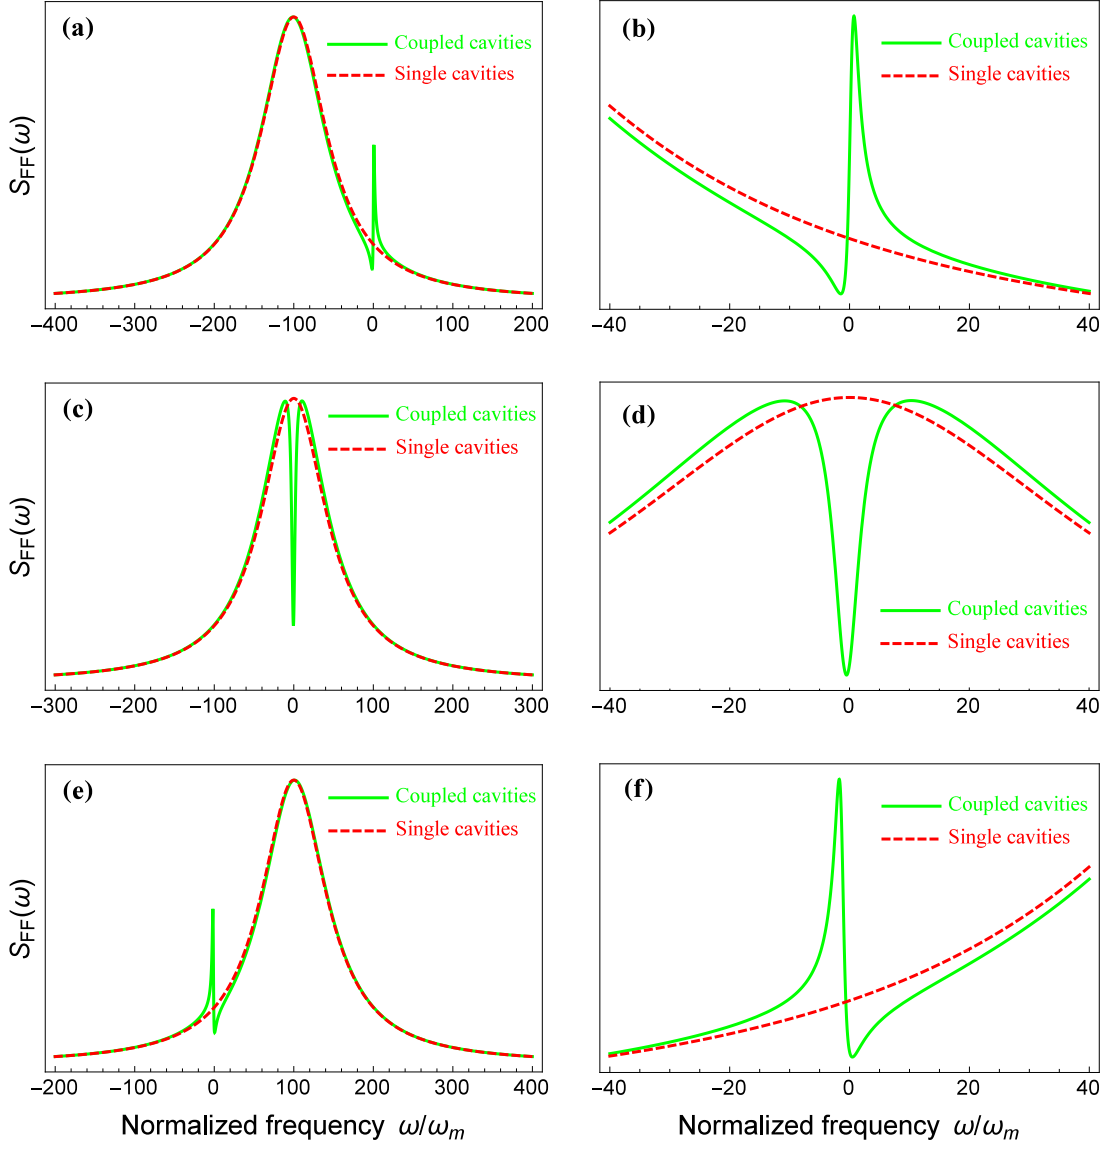 (a)
Coupled cavities
Single cavities
S_FF(ω)
−400 −300 −200 −100 0 100 200
(b)
Coupled cavities
Single cavities
−40 −20 0 20 40
(c)
Coupled cavities
Single cavities
S_FF(ω)
−300 −200 −100 0 100 200 300
(d)
Coupled cavities
Single cavities
−40 −20 0 20 40
(e)
Coupled cavities
Single cavities
S_FF(ω)
−200 −100 0 100 200 300 400
Normalized frequency ω/ω_m
(f)
Coupled cavities
Single cavities
−40 −20 0 20 40
Normalized frequency ω/ω_m